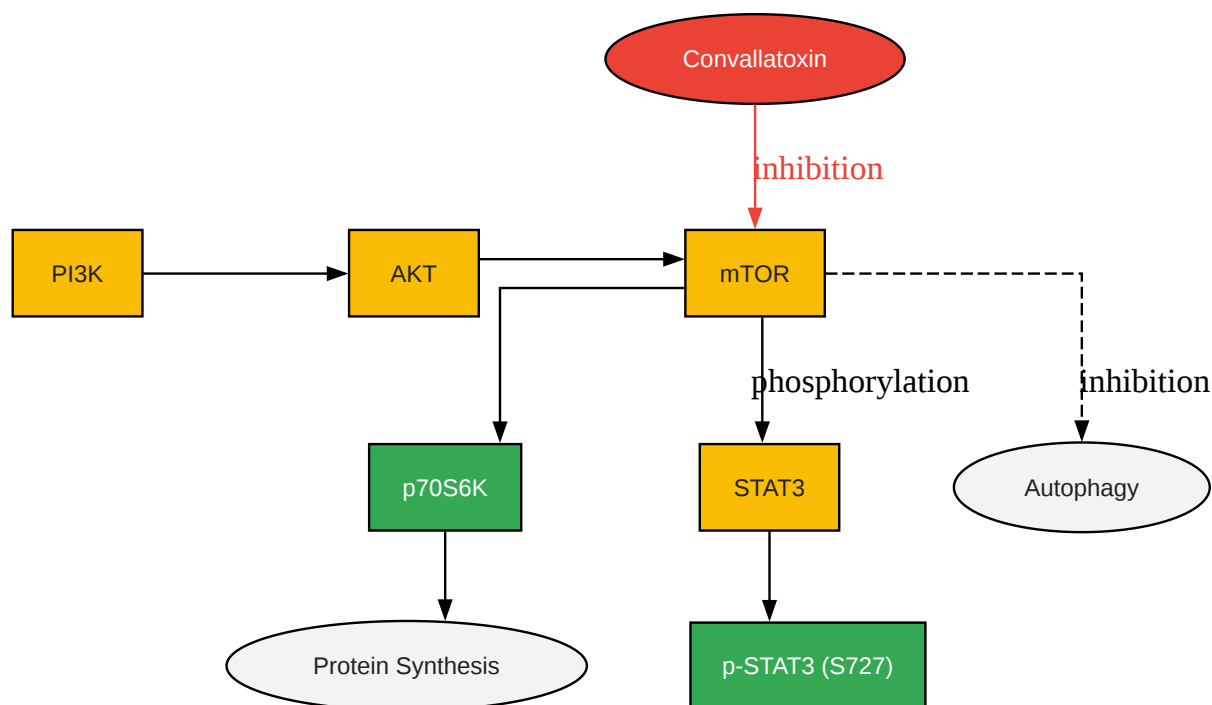 Convallatoxin
inhibition
PI3K
AKT
mTOR
phosphorylation
inhibition
p70S6K
STAT3
Autophagy
Protein Synthesis
p-STAT3 (S727)